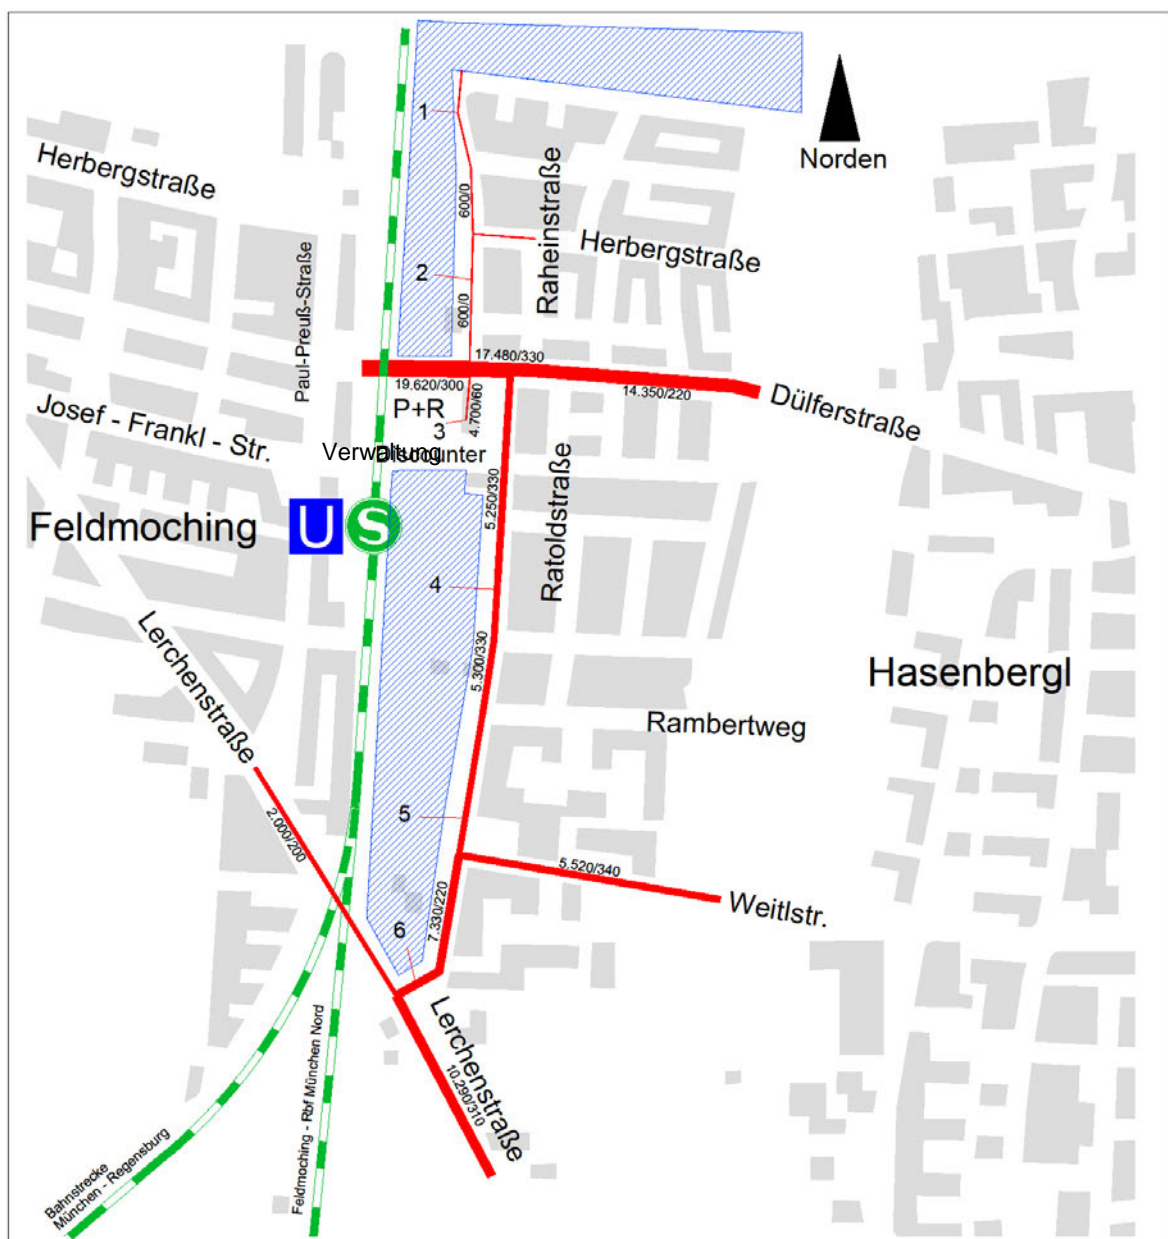 1
Norden
Herbergstraße
600/0
Raheinstraße
Herbergstraße
Paul-Preuß-Straße
2
600/0
17.480/330
19.620/300
14.350/220
Dülferstraße
P+R
4.700/60
3
Josef - Frankl - Str.
Verwaltung
Discounter
5.250/330
Ratoldstraße
Feldmoching
U
S
4
Lerchenstraße
5.300/330
Hasenbergl
Rambertweg
2.000/200
5
5.520/340
Weitlstr.
7.330/220
6
Lerchenstraße
10.290/310
Feldmoching - Rbf München Nord
Bahnstrecke
München - Regensburg